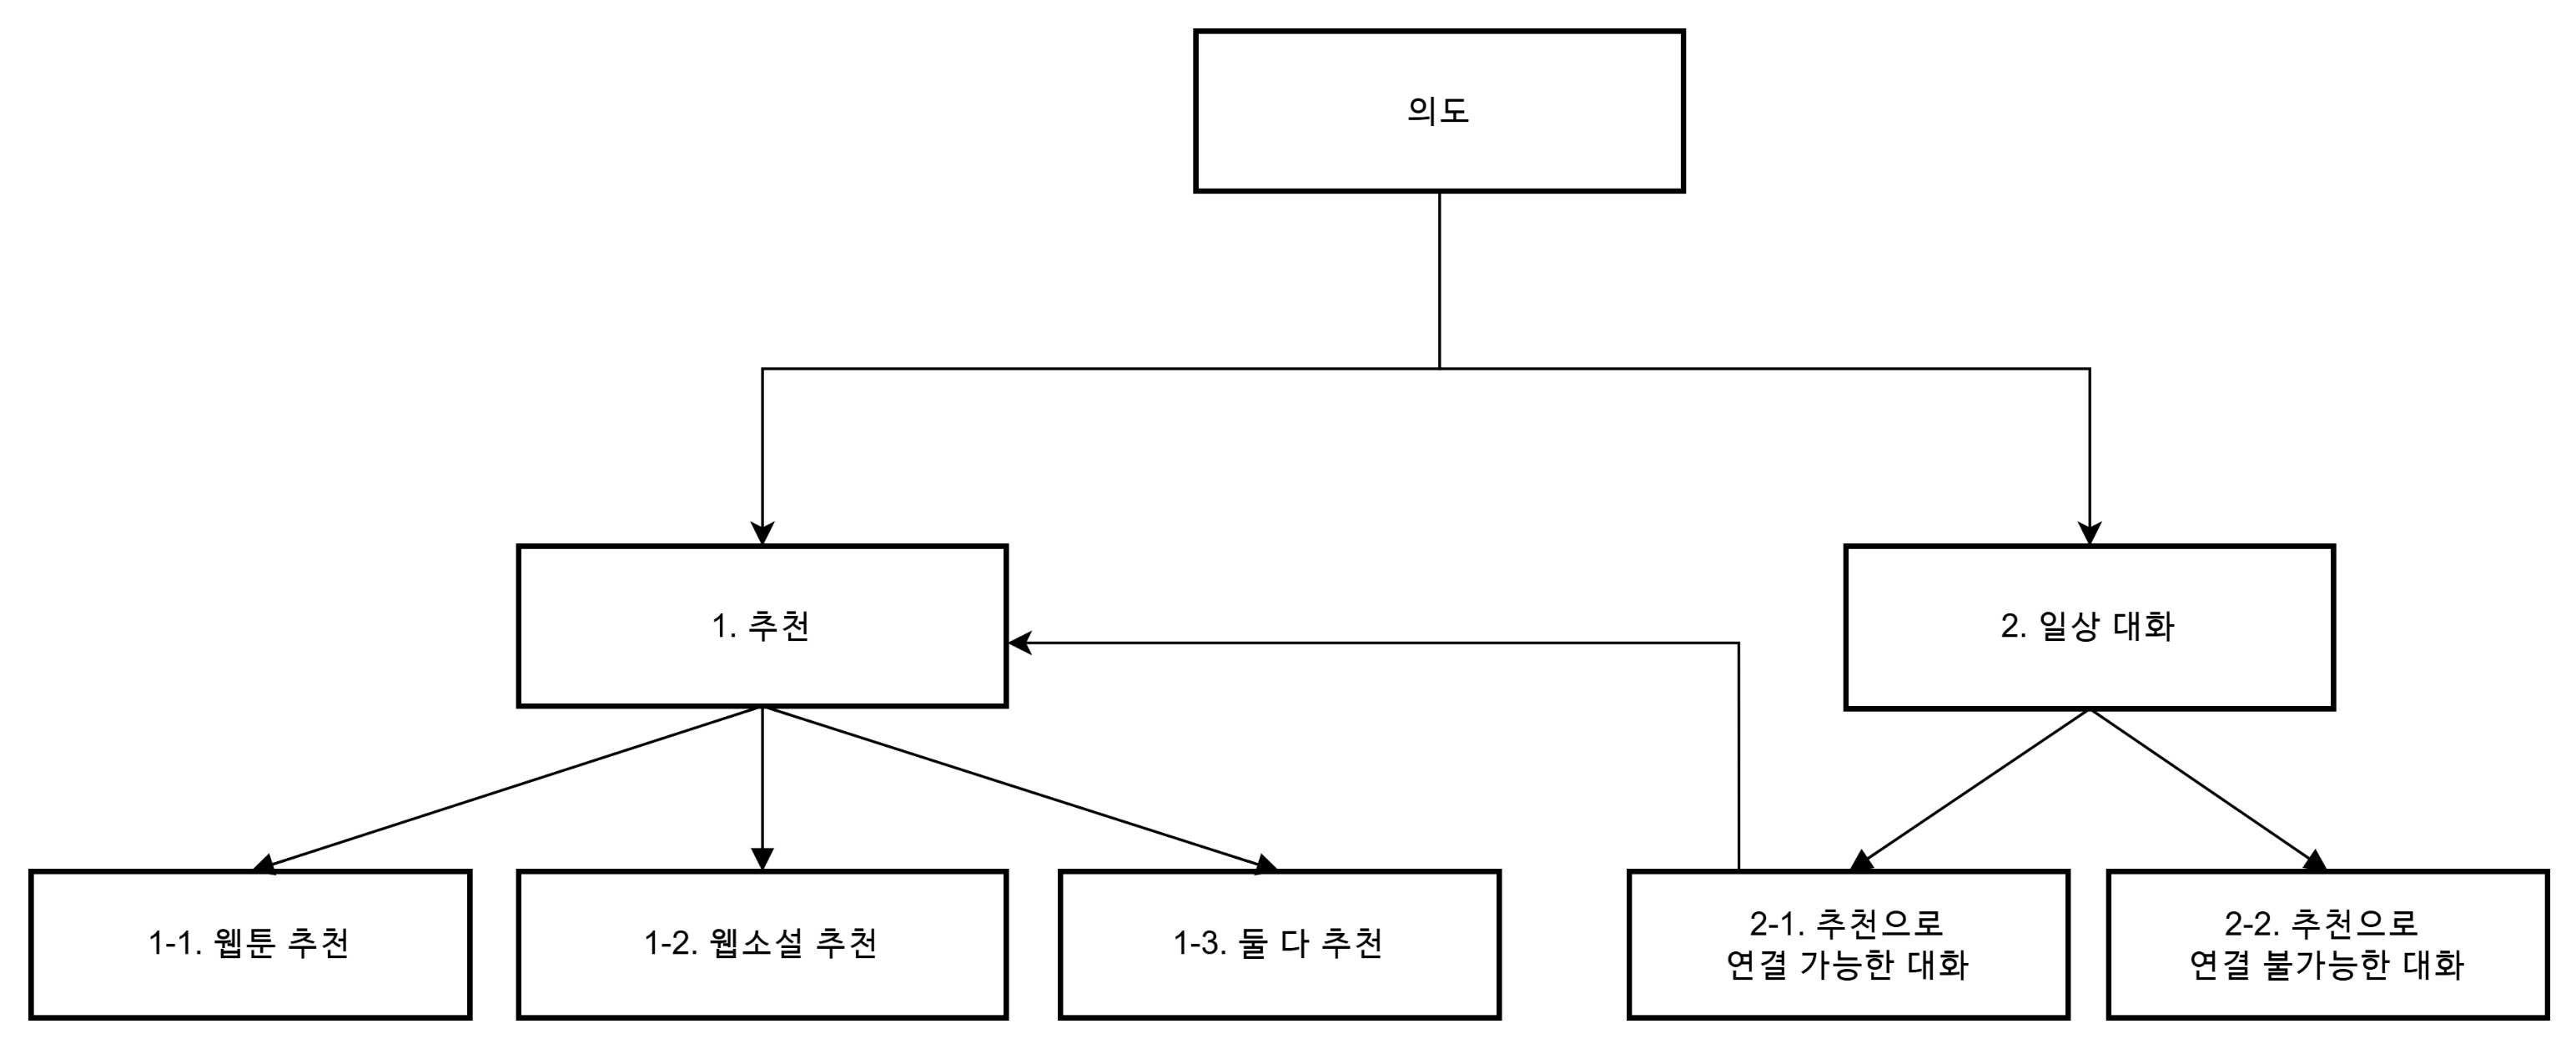 의도
1. 추천
2. 일상 대화
1-1. 웹툰 추천
1-2. 웹소설 추천
1-3. 둘 다 추천
2-1. 추천으로
연결 가능한 대화
2-2. 추천으로
연결 불가능한 대화